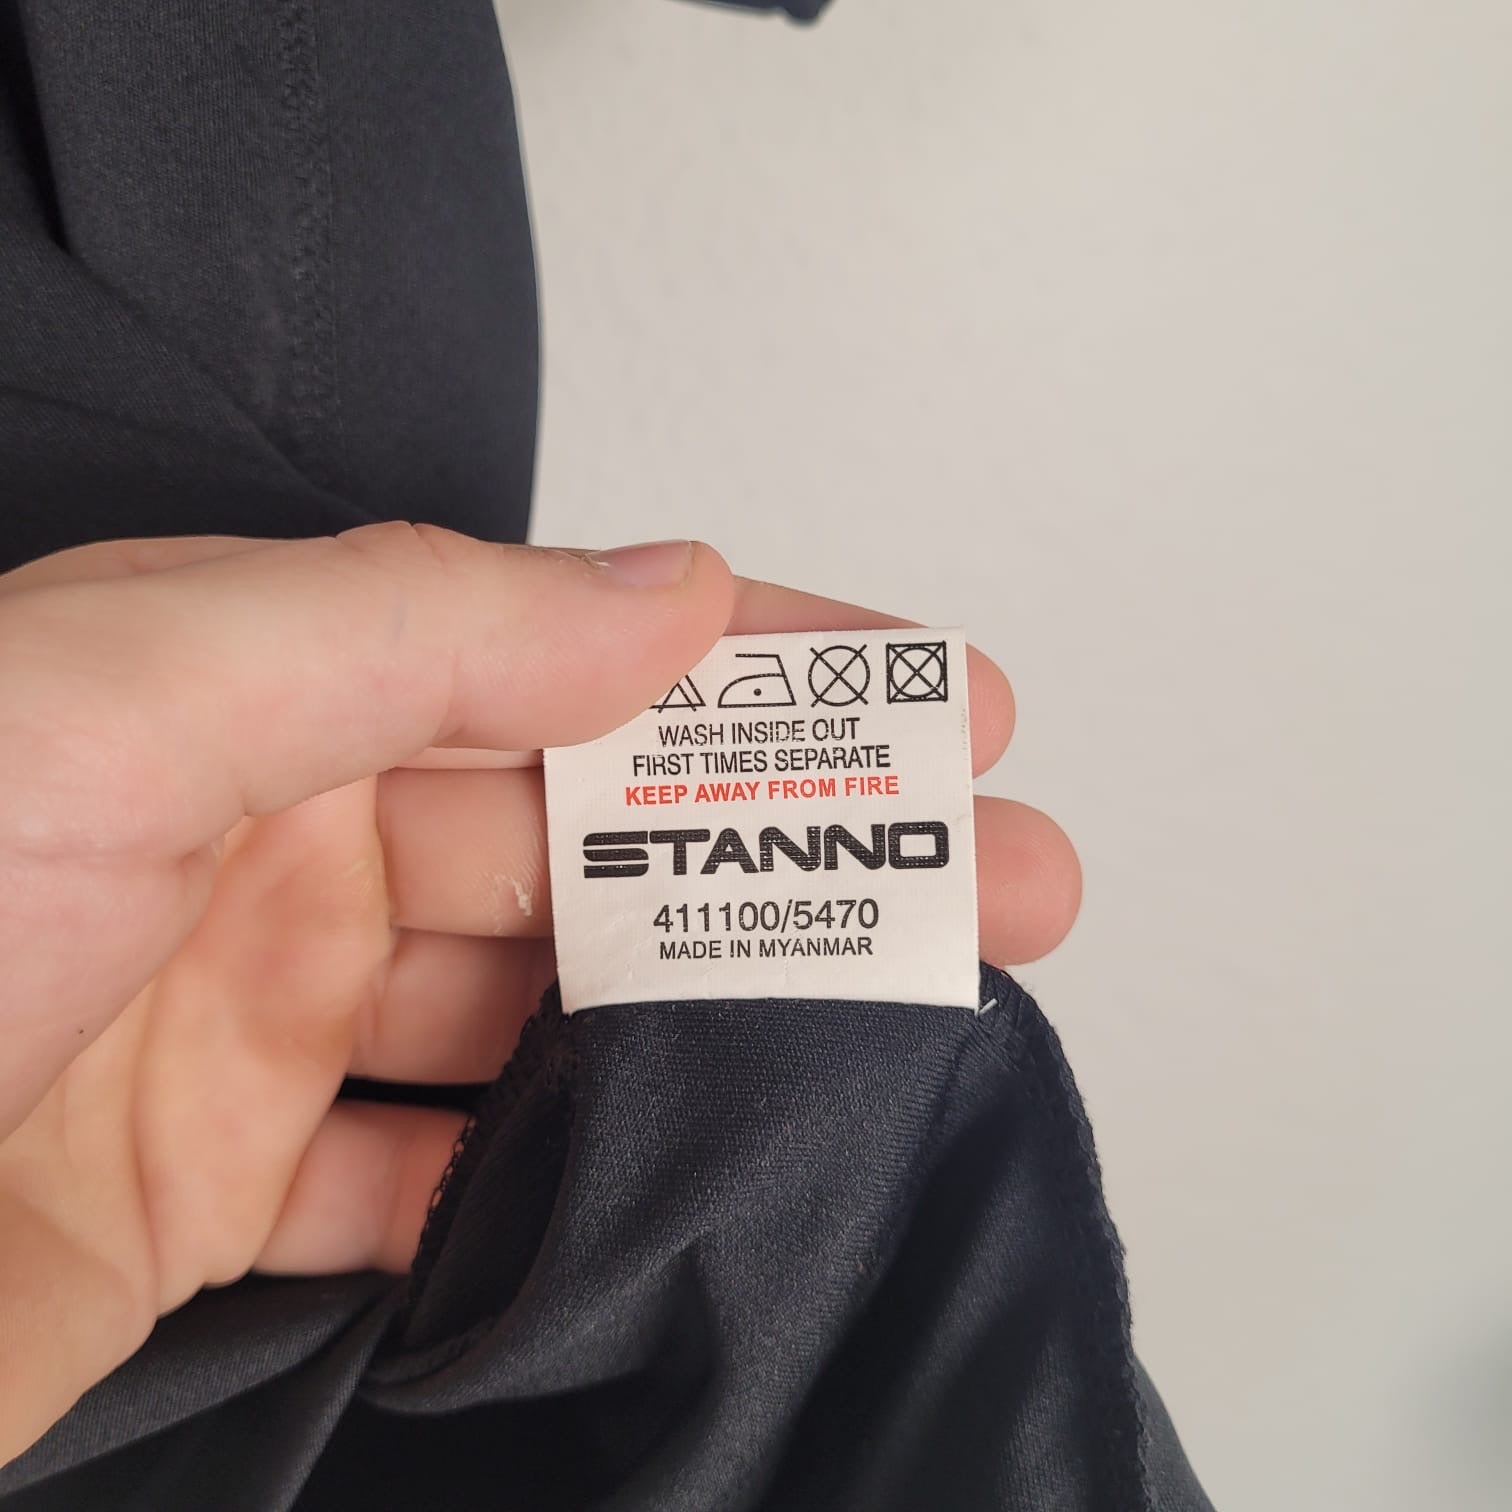 WASH INSIDE OUT
FIRST TIMES SEPARATE
KEEP AWAY FROM FIRE
STANNO
411100/5470
MADE IN MYANMAR